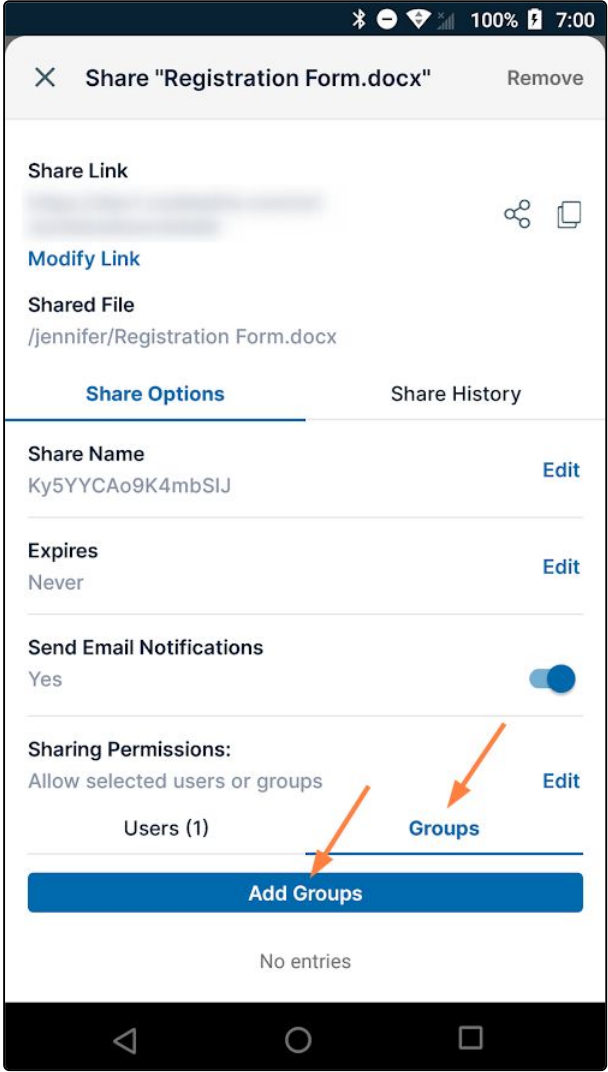 100% 7:00
Share "Registration Form.docx" Remove
Share Link
Modify Link
Shared File
/jennifer/Registration Form.docx
Share Options Share History
Share Name
Edit
Ky5YYCAo9K4mbSIJ
Expires
Edit
Never
Send Email Notifications
Yes
Sharing Permissions:
Allow selected users or groups Edit
Users (1) Groups
Add Groups
No entries